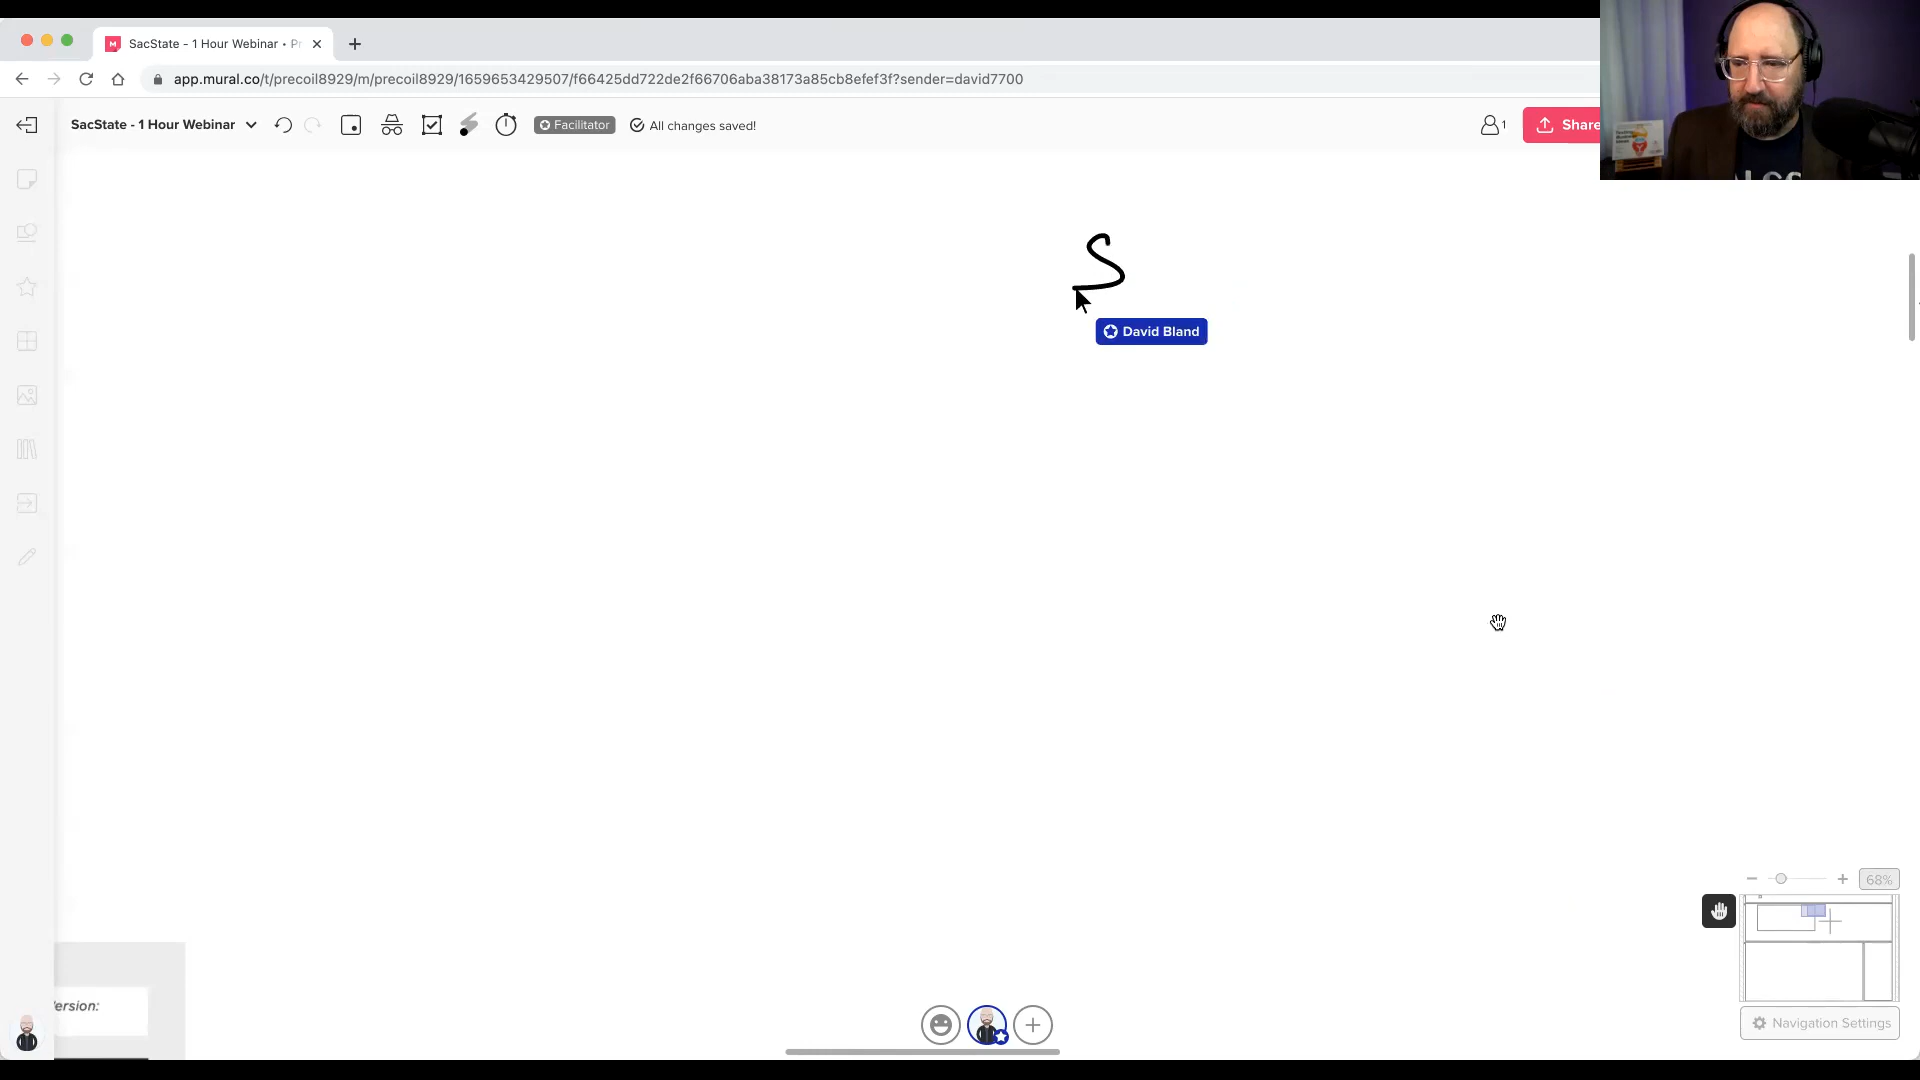 SacState - 1 Hour Webinar • Pr
app.mural.co/t/precoil8929/m/precoil8929/1659653429507/f66425dd722de2f66706aba38173a85cb8efef3f?sender=david7700
SacState - 1 Hour Webinar
Facilitator
All changes saved!
1
Share
S
David Bland
68%
ersion:
Navigation Settings